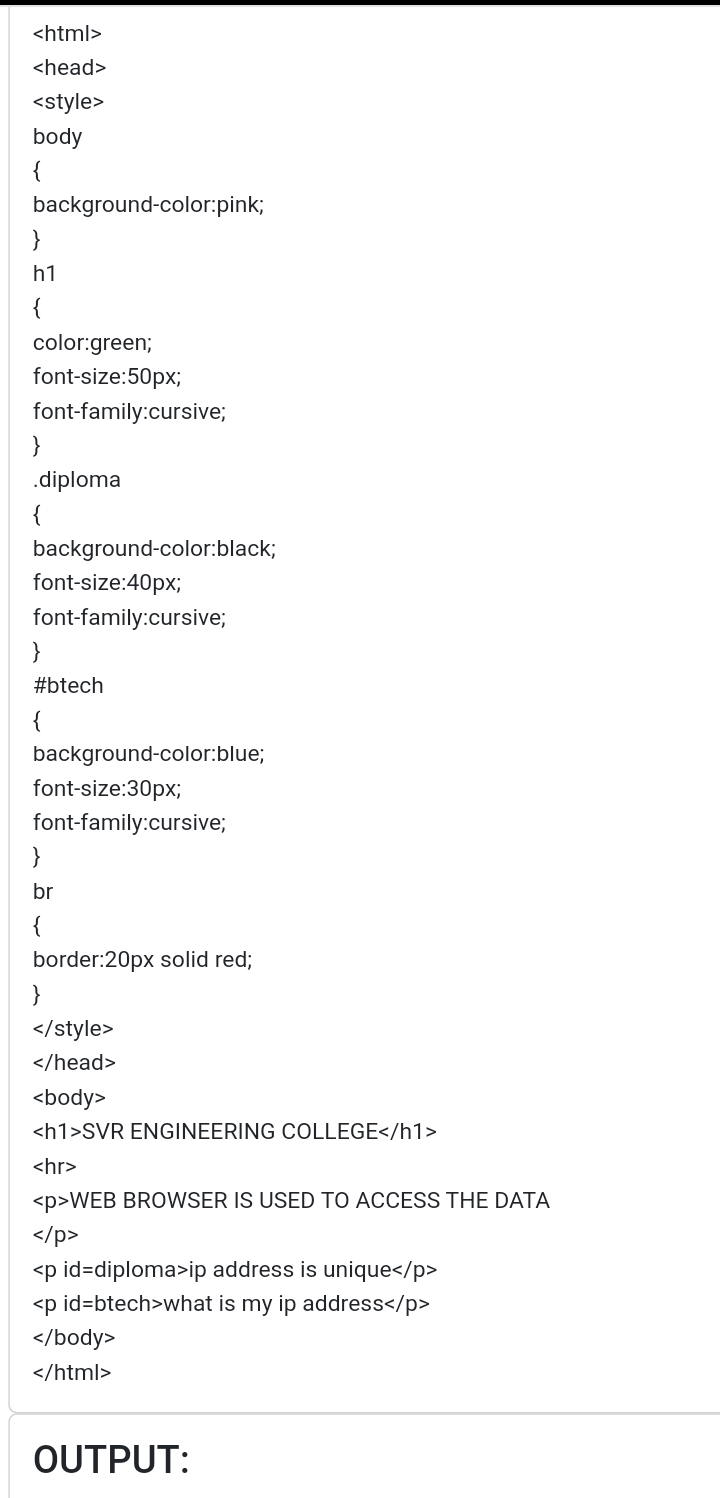 <html>
<head>
<style>
body
{
background-color:pink;
}
h1
{
color:green;
font-size:50px;
font-family:cursive;
}
.diploma
{
background-color:black;
font-size:40px;
font-family:cursive;
}
#btech
{
background-color:blue;
font-size:30px;
font-family:cursive;
}
br
{
border:20px solid red;
}
</style>
</head>
<body>
<h1>SVR ENGINEERING COLLEGE</h1>
<hr>
<p>WEB BROWSER IS USED TO ACCESS THE DATA
</p>
<p id=diploma>ip address is unique</p>
<p id=btech>what is my ip address</p>
</body>
</html>
OUTPUT: